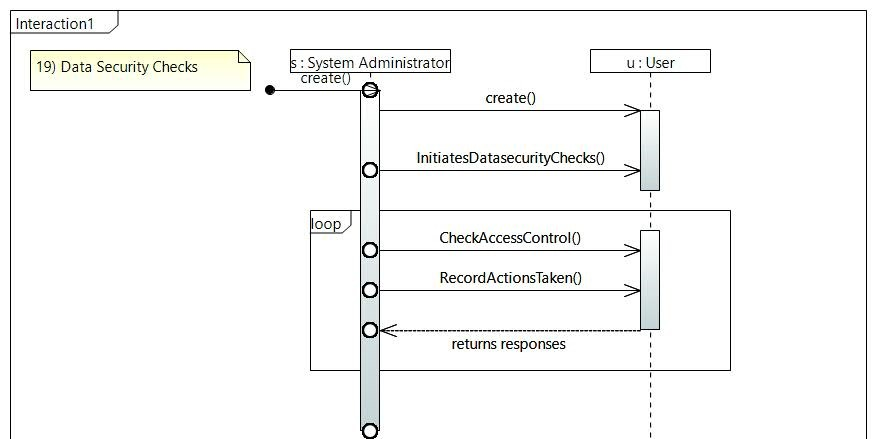 Interaction1
19) Data Security Checks
s : System Administrator
u : User
create()
create()
InitiatesDatasecurityChecks()
loop
CheckAccessControl()
RecordActionsTaken()
returns responses